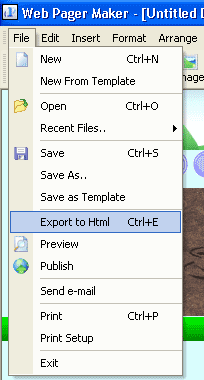 Web Pager Maker - [Untitled D
File Edit Insert Format Arrange
New Ctrl+N
New From Template
Open Ctrl+O
Recent Files..
Save Ctrl+S
Save As..
Save as Template
Export to Html Ctrl+E
Preview
Publish
Send e-mail
Print Ctrl+P
Print Setup
Exit